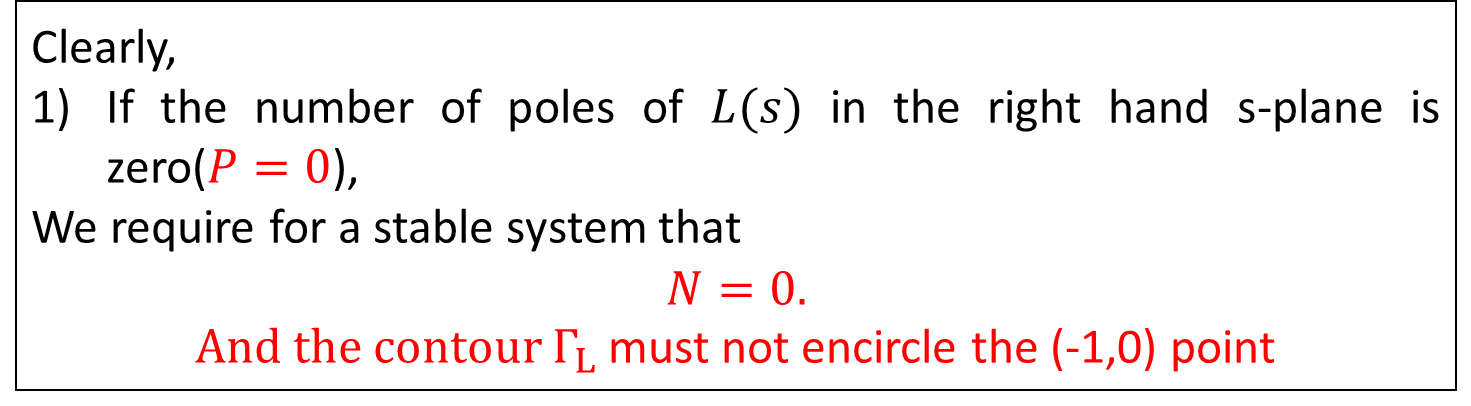 Clearly,
1) If the number of poles of L(s) in the right hand s-plane is
zero(P = 0),
We require for a stable system that
N = 0.
And the contour Γ_L must not encircle the (-1,0) point